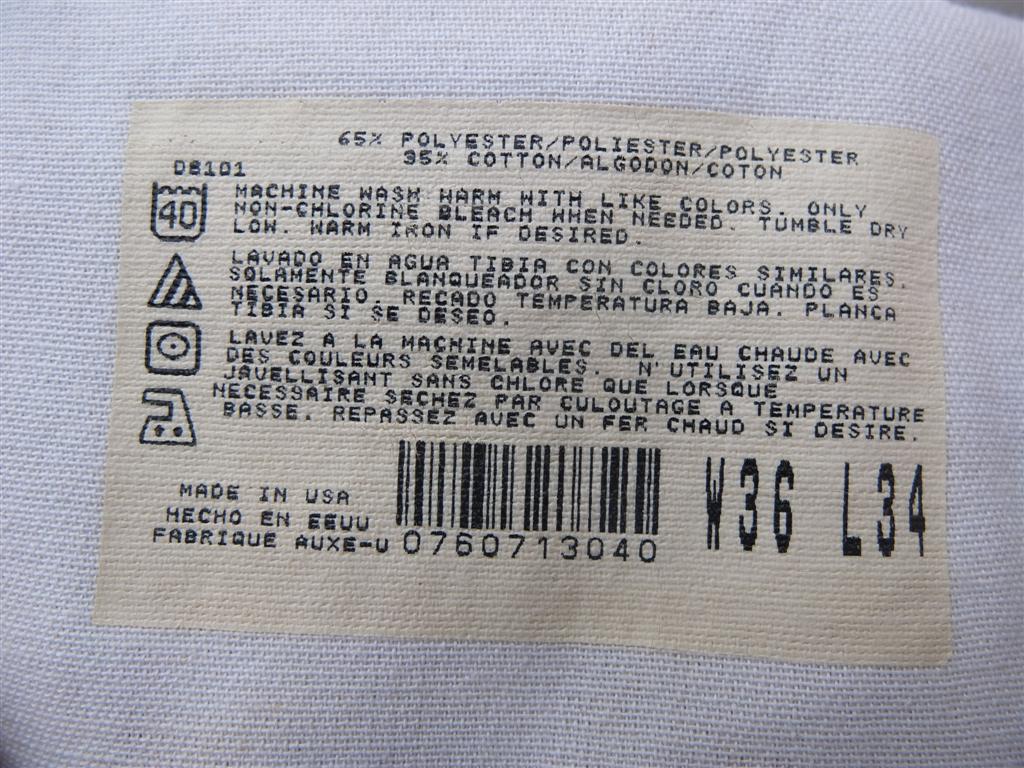 65% POLYESTER/POLIESTER/POLYESTER
35% COTTON/ALGODON/COTON
D8101
40
MACHINE WASH WARM WITH LIKE COLORS. ONLY
NON-CHLORINE BLEACH WHEN NEEDED. TUMBLE DRY
LOW. WARM IRON IF DESIRED.
LAVADO EN AGUA TIBIA CON COLORES SIMILARES.
SOLAMENTE BLANQUEADOR SIN CLORO CUANDO ES
NECESARIO. RECADO TEMPERATURA BAJA. PLANCA
TIBIA SI SE DESEO.
LAVEZ A LA MACHINE AVEC DEL EAU CHAUDE AVEC
DES COULEURS SEMELABLES. N'UTILISEZ UN
JAVELLISANT SANS CHLORE QUE LORSQUE
NECESSAIRE SECHEZ PAR CULOUTAGE A TEMPERATURE
BASSE. REPASSEZ AVEC UN FER CHAUD SI DESIRE.
MADE IN USA
HECHO EN EEUU
FABRIQUE AUXE-U
0760713040
W36 L34